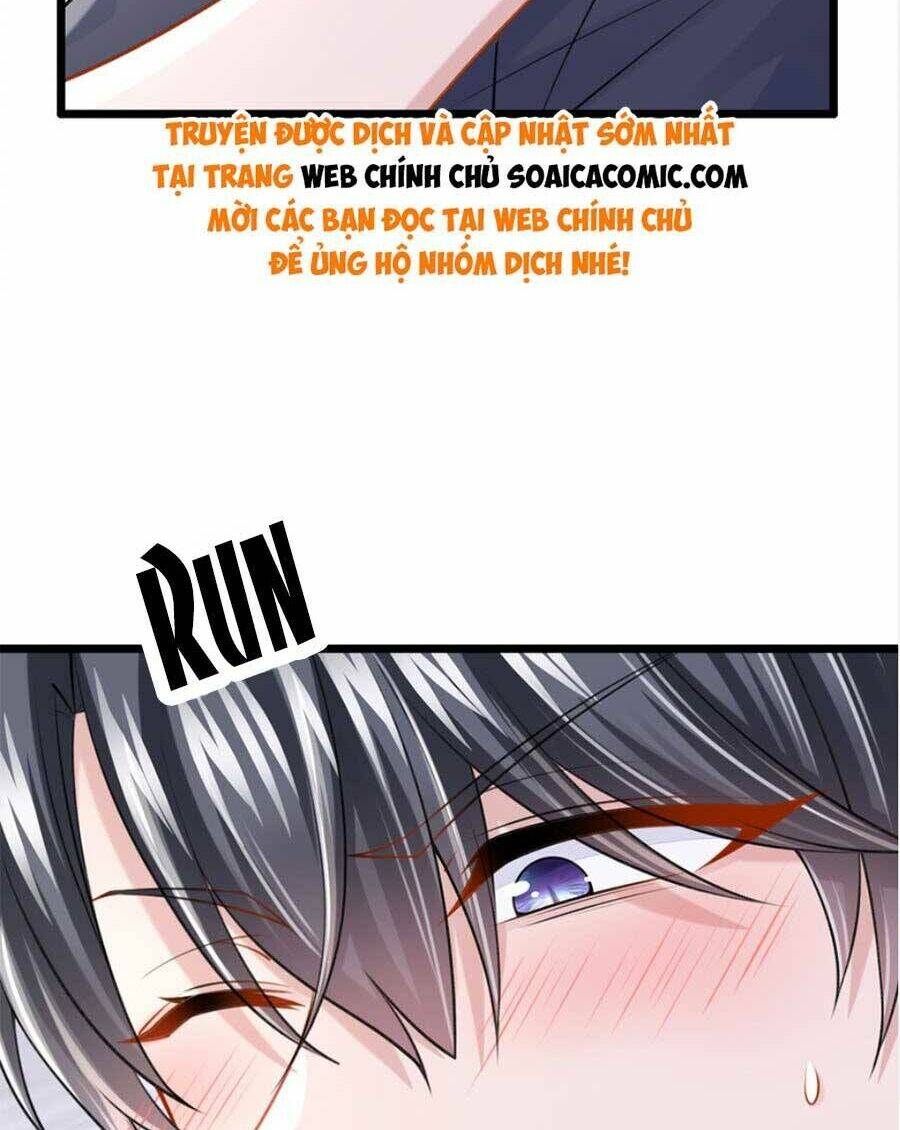 TRUYỆN ĐƯỢC DỊCH VÀ CẬP NHẬT SỚM NHẤT
TẠI TRANG WEB CHÍNH CHỦ SOAICACOMIC.COM
MỜI CÁC BẠN ĐỌC TẠI WEB CHÍNH CHỦ
ĐỂ ỦNG HỘ NHÓM DỊCH NHÉ!
RUN